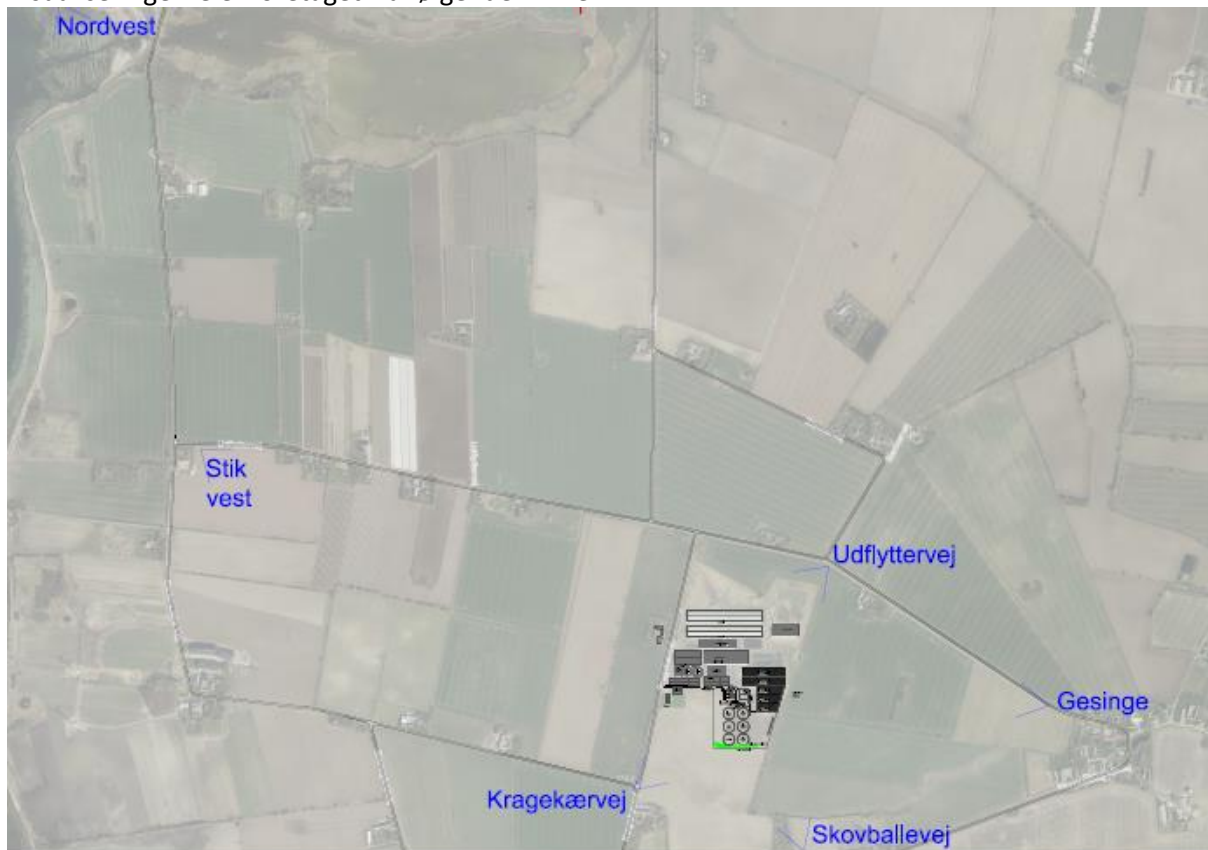 Nordvest
Stik
vest
Udflyttervej
Gesinge
Kragekærvej
Skovballevej